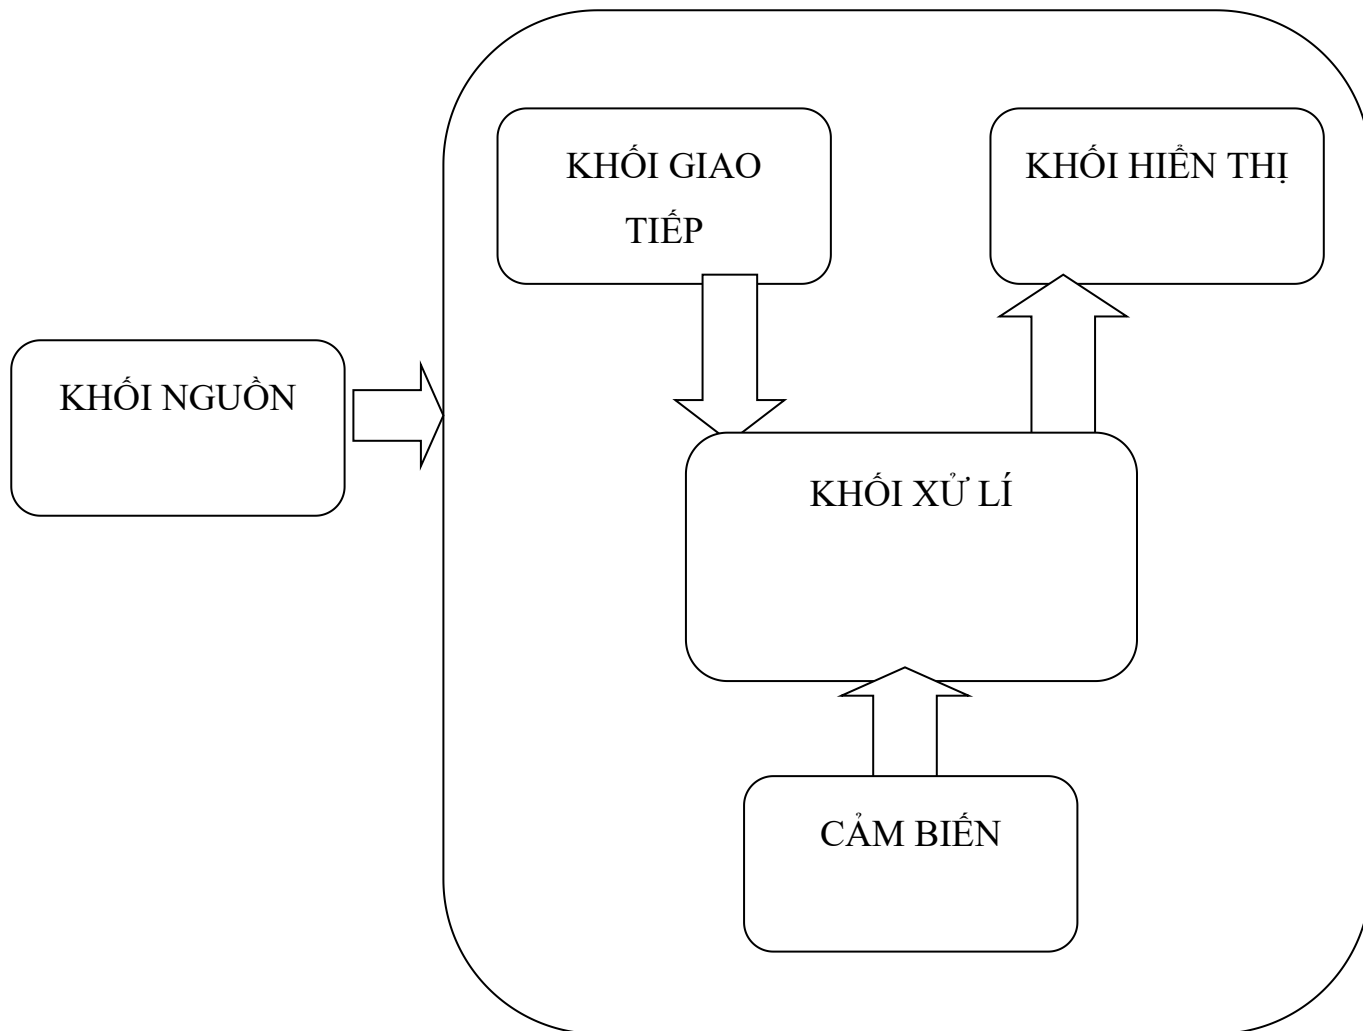 KHỐI GIAO
TIẾP
KHỐI HIỂN THỊ
KHỐI NGUỒN
KHỐI XỬ LÍ
CẢM BIẾN